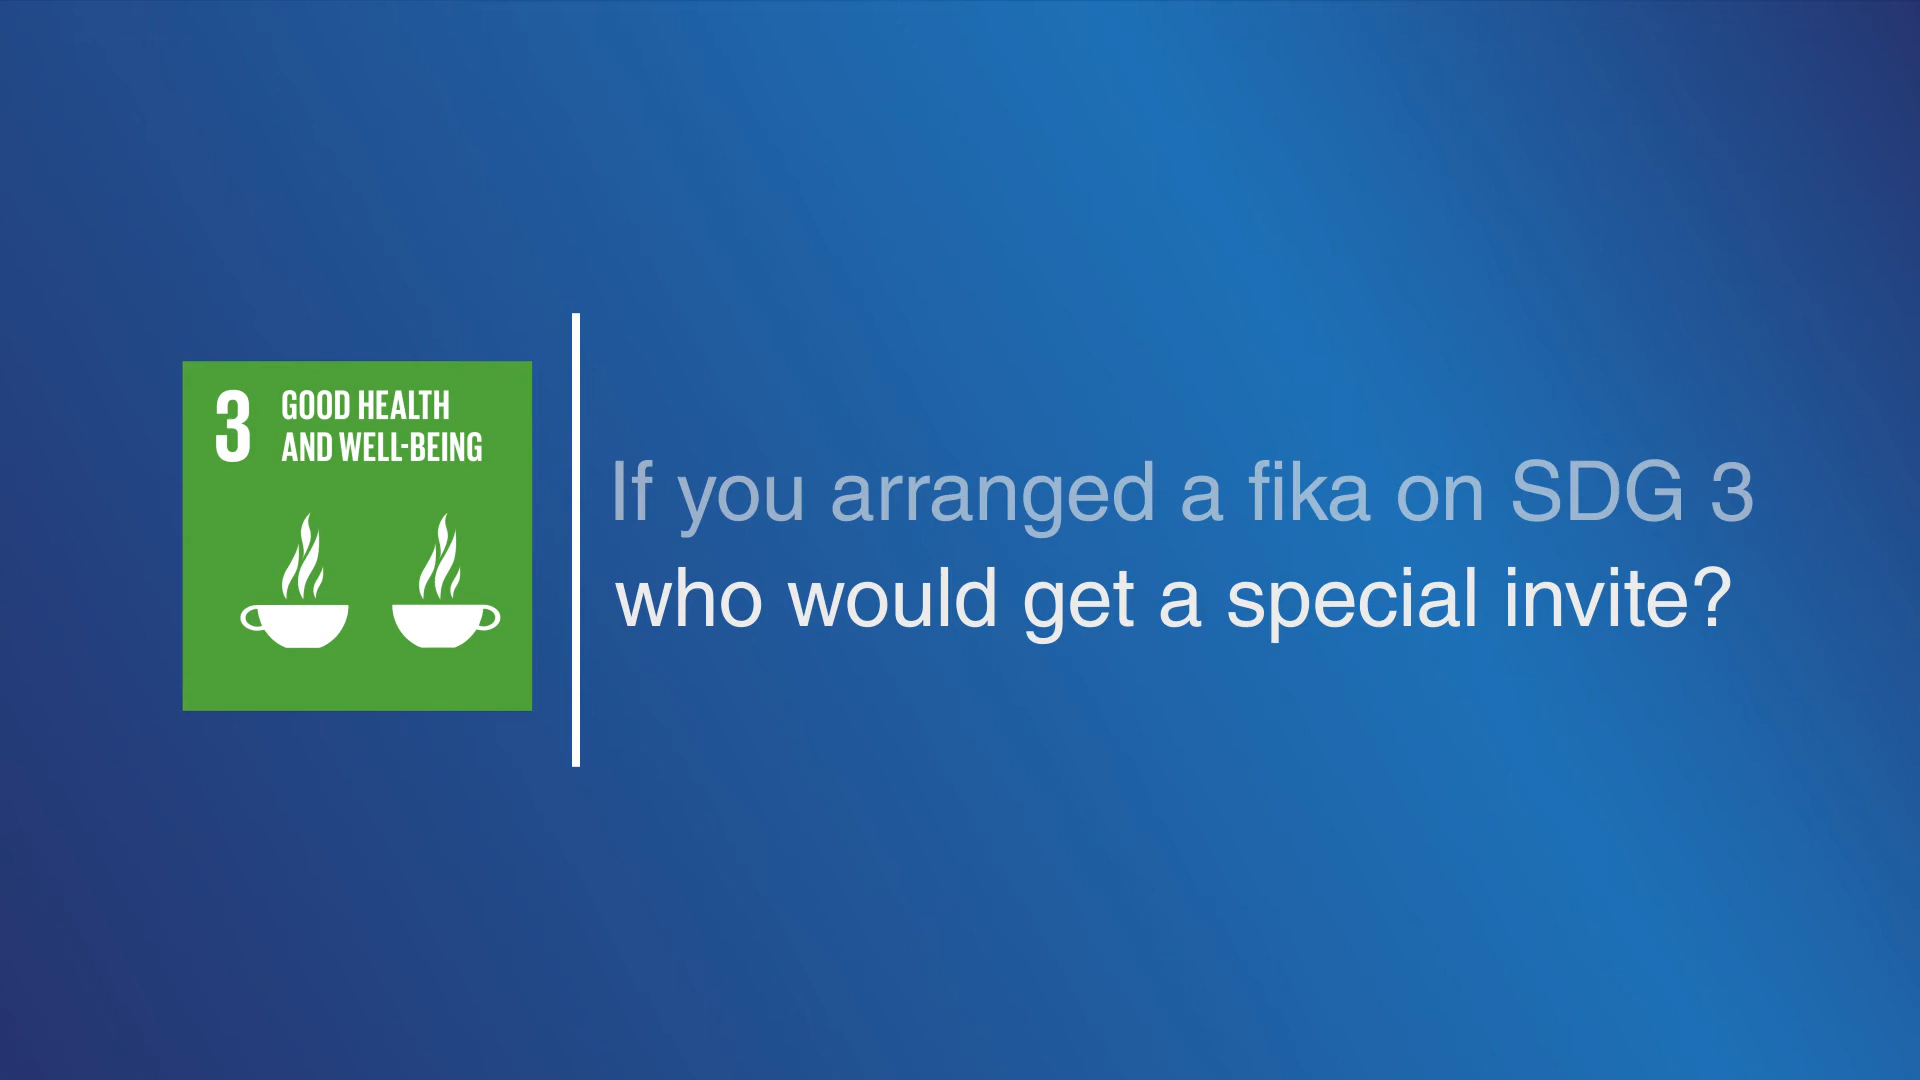 3
GOOD HEALTH
AND WELL-BEING
If you arranged a fika on SDG 3
who would get a special invite?